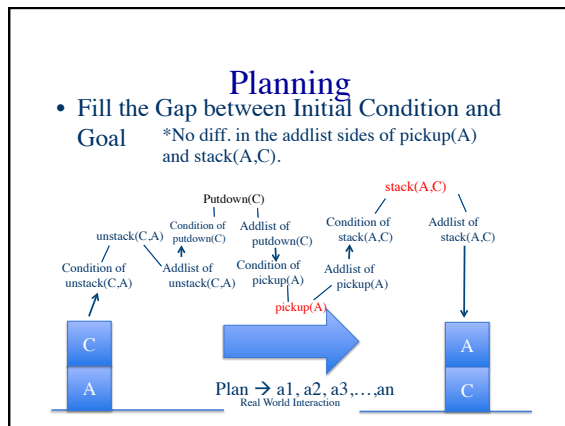 Planning
• Fill the Gap between Initial Condition and
Goal
*No diff. in the addlist sides of pickup(A)
and stack(A,C).
stack(A,C)
Putdown(C)
unstack(C,A)
Condition of
putdown(C)
Addlist of
putdown(C)
Condition of
stack(A,C)
Addlist of
stack(A,C)
Condition of
unstack(C,A)
Addlist of
unstack(C,A)
Condition of
pickup(A)
Addlist of
pickup(A)
pickup(A)
C
A
A
C
Plan → a1, a2, a3,…,an
Real World Interaction